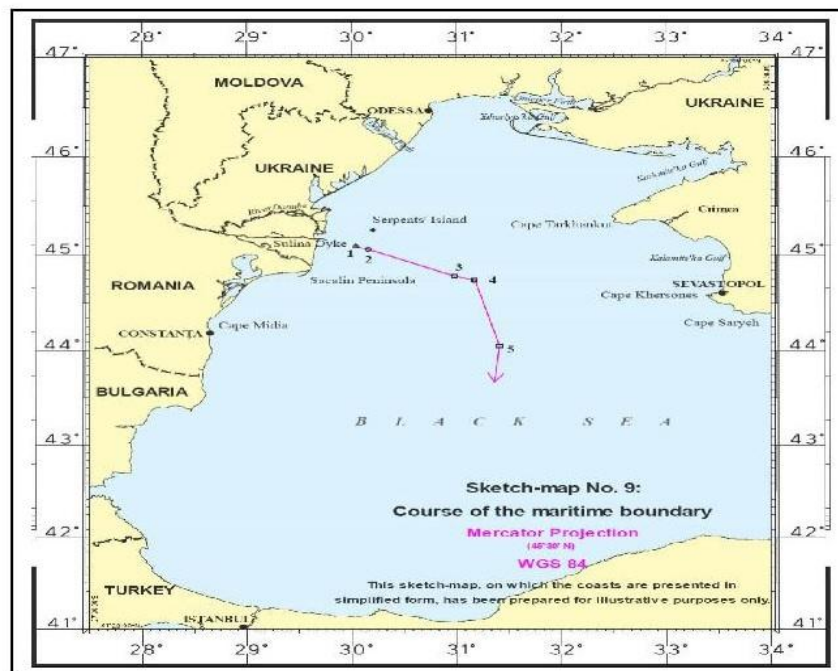 28° 29° 30° 31° 32° 33° 34°
47° 47°
MOLDOVA
ODESSA
UKRAINE
46° 46°
UKRAINE
Serpents' Island
Cape Tarkhankut
Crimea
45° Sulina Dyke 1 2 45°
3 4
Sacalin Peninsula
SEVASTOPOL
ROMANIA
Cape Khersones
Cape Sarych
CONSTANTA Cape Midia
44° 5 44°
BULGARIA
43° BLACK SEA 43°
Sketch-map No. 9:
Course of the maritime boundary
42° Mercator Projection 42°
WGS 84
TURKEY
This sketch-map, on which the coasts are presented in
simplified form, has been prepared for illustrative purposes only.
41° ISTANBUL 41°
28° 29° 30° 31° 32° 33° 34°